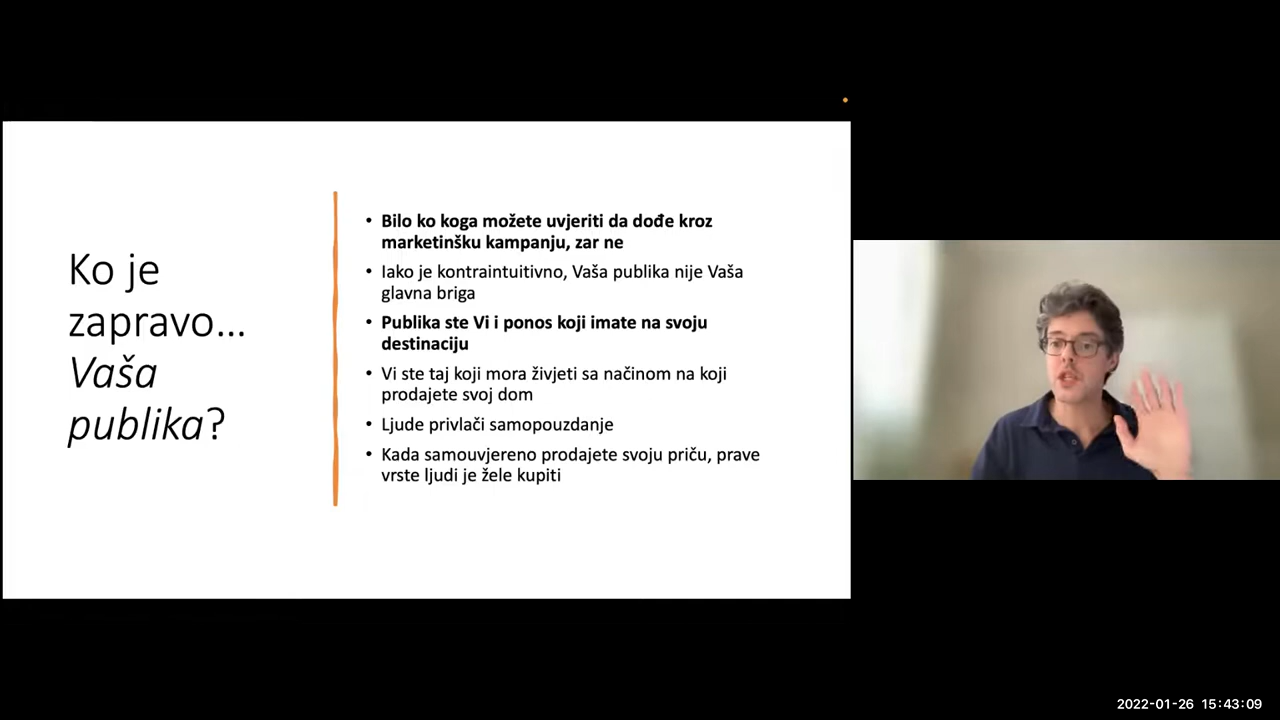 Ko je
zapravo...
Vaša
publika?
• Bilo ko koga možete uvjeriti da dođe kroz
marketinšku kampanju, zar ne
• Iako je kontraintuitivno, Vaša publika nije Vaša
glavna briga
• Publika ste Vi i ponos koji imate na svoju
destinaciju
• Vi ste taj koji mora živjeti sa načinom na koji
prodajete svoj dom
• Ljude privlači samopouzdanje
• Kada samouvjereno prodajete svoju priču, prave
vrste ljudi je žele kupiti
2022-01-26 15:43:09